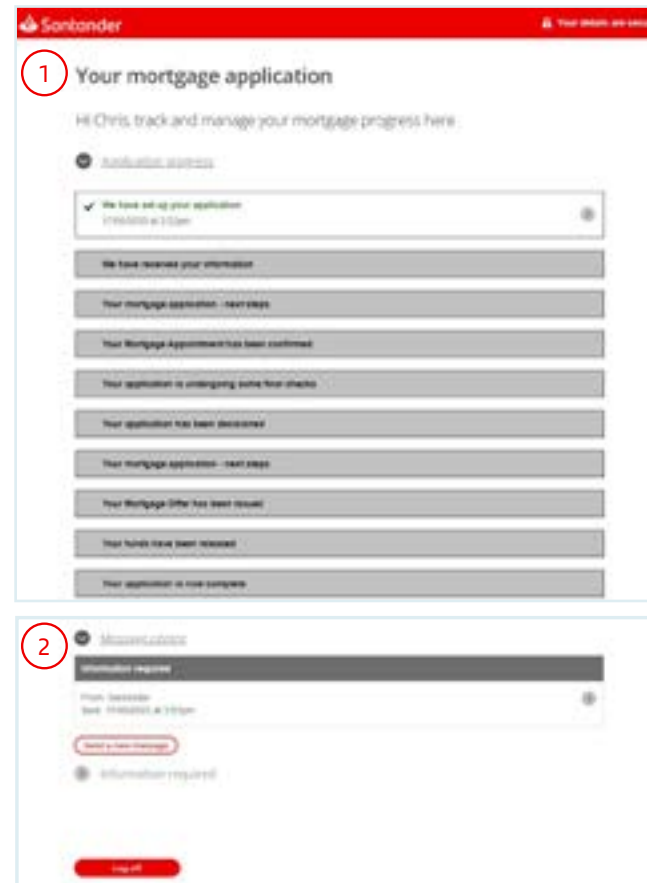 Santander
Your details are secure
1
Your mortgage application
Hi Chris, track and manage your mortgage progress here
Application progress
We have set up your application
at
We have received your information
Your mortgage application - next steps
Your Mortgage Appointment has been confirmed
Your application is undergoing some final checks
Your application has been decisioned
Your mortgage application - next steps
Your Mortgage Offer has been issued
Your funds have been released
Your application is now complete
2
Message centre
Information required
From: Santander
Sent: at
Send a new message
Information required
Log off